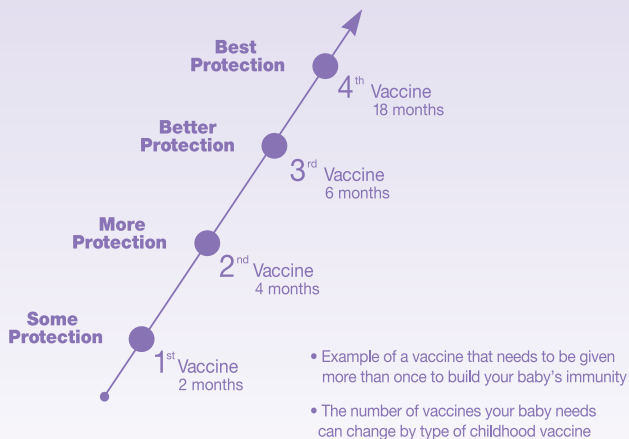 Best
Protection
4th Vaccine
18 months
Better
Protection
3rd Vaccine
6 months
More
Protection
2nd Vaccine
4 months
Some
Protection
1st Vaccine
2 months
• Example of a vaccine that needs to be given
more than once to build your baby’s immunity
• The number of vaccines your baby needs
can change by type of childhood vaccine